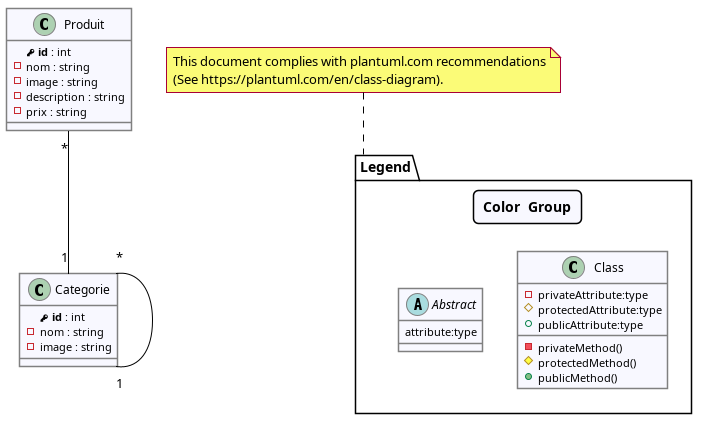 C Produit
id : int
nom : string
image : string
description : string
prix : string
*
1
C Categorie
id : int
nom : string
image : string
*
1
This document complies with plantuml.com recommendations
(See https://plantuml.com/en/class-diagram).
Legend
Color Group
A Abstract
attribute:type
C Class
privateAttribute:type
protectedAttribute:type
publicAttribute:type
privateMethod()
protectedMethod()
publicMethod()